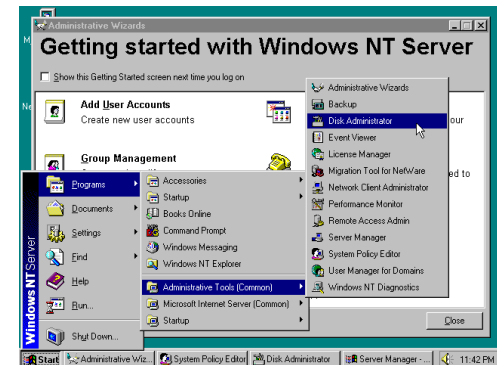 M
Administrative Wizards
Getting started with Windows NT Server
Show this Getting Started screen next time you log on
Ne
Add User Accounts
Create new user accounts
our
Group Management
ed to
Administrative Wizards
Backup
Disk Administrator
Event Viewer
License Manager
Migration Tool for NetWare
Network Client Administrator
Performance Monitor
Remote Access Admin
Server Manager
System Policy Editor
User Manager for Domains
Windows NT Diagnostics
Close
Windows NT Server
Programs
Documents
Settings
Find
Help
Run...
Shut Down...
Accessories
Startup
Books Online
Command Prompt
Windows Messaging
Windows NT Explorer
Administrative Tools (Common)
Microsoft Internet Server (Common)
Startup
Start
Administrative Wiz...
System Policy Editor
Disk Administrator
Server Manager - ...
11:42 PM